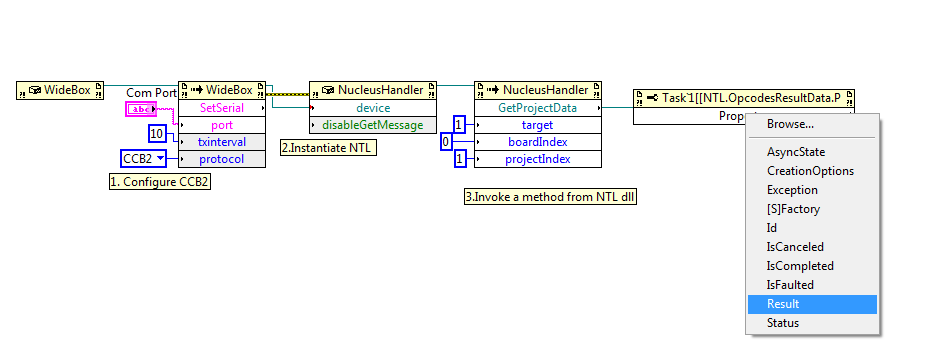 WideBox
Com Port
abc
WideBox
SetSerial
port
10
txinterval
CCB2
protocol
1. Configure CCB2
NucleusHandler
device
disableGetMessage
2.Instantiate NTL
NucleusHandler
GetProjectData
1
target
0
boardIndex
1
projectIndex
3.Invoke a method from NTL dll
Task`1[[NTL.OpcodesResultData.P
Browse...
AsyncState
CreationOptions
Exception
[S]Factory
Id
IsCanceled
IsCompleted
IsFaulted
Result
Status